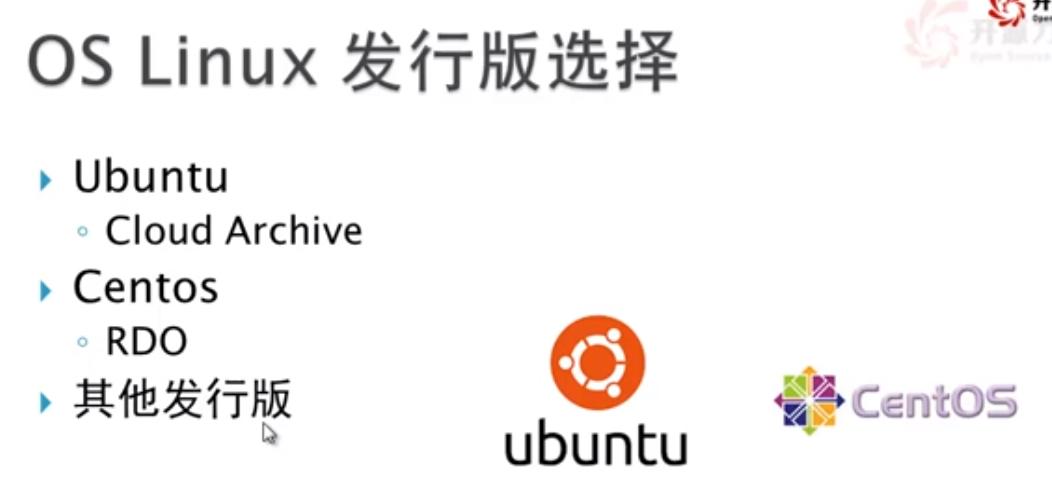 OS Linux 发行版选择
Ubuntu
Cloud Archive
Centos
RDO
其他发行版
ubuntu
CentOS